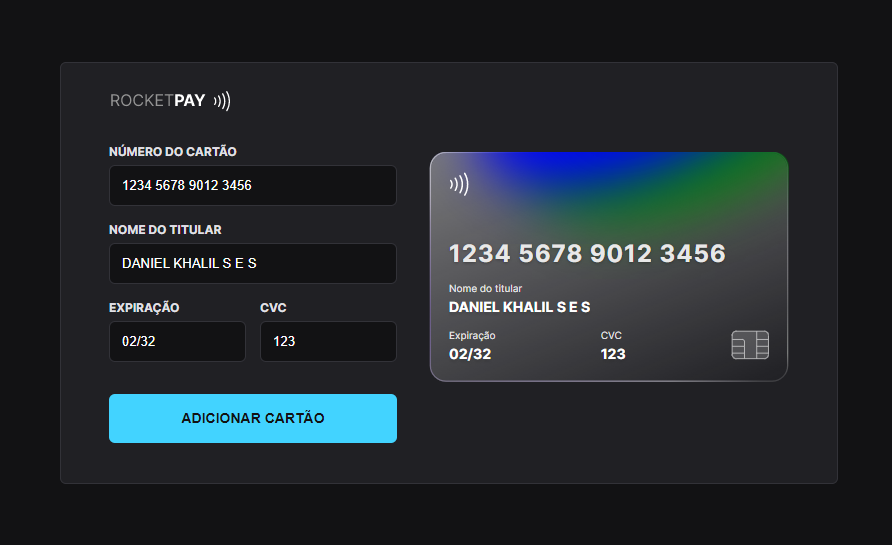 ROCKETPAY
NÚMERO DO CARTÃO
1234 5678 9012 3456
NOME DO TITULAR
DANIEL KHALIL S E S
EXPIRAÇÃO CVC
02/32 123
ADICIONAR CARTÃO
1234 5678 9012 3456
Nome do titular
DANIEL KHALIL S E S
Expiração CVC
02/32 123